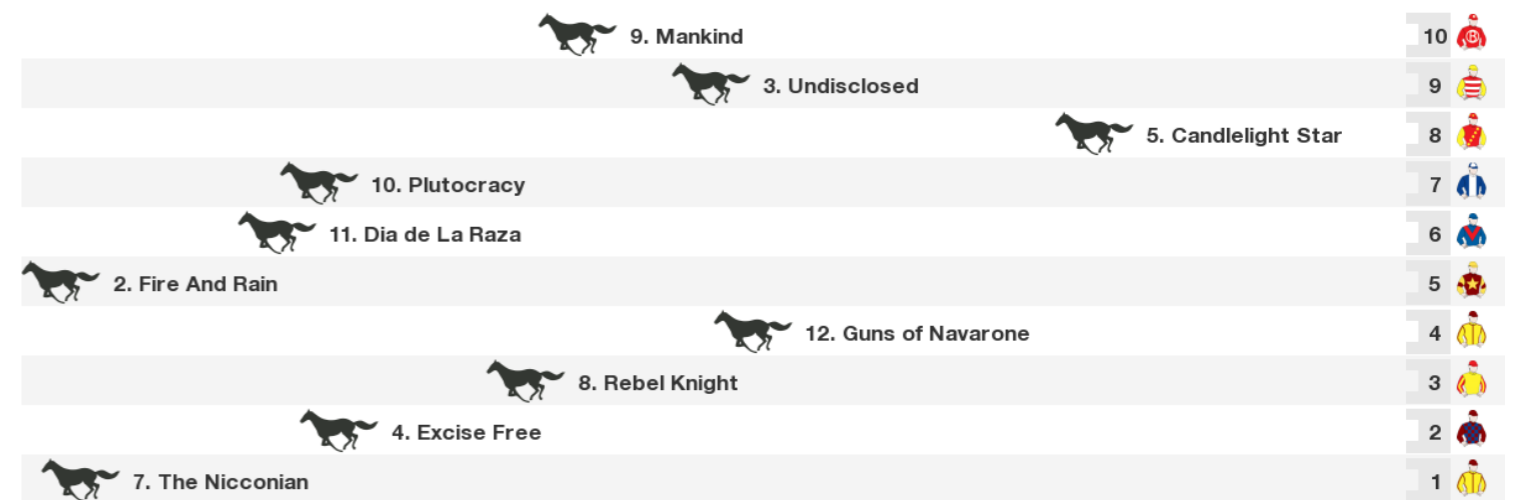 9. Mankind 10
3. Undisclosed 9
5. Candlelight Star 8
10. Plutocracy 7
11. Dia de La Raza 6
2. Fire And Rain 5
12. Guns of Navarone 4
8. Rebel Knight 3
4. Excise Free 2
7. The Nicconian 1